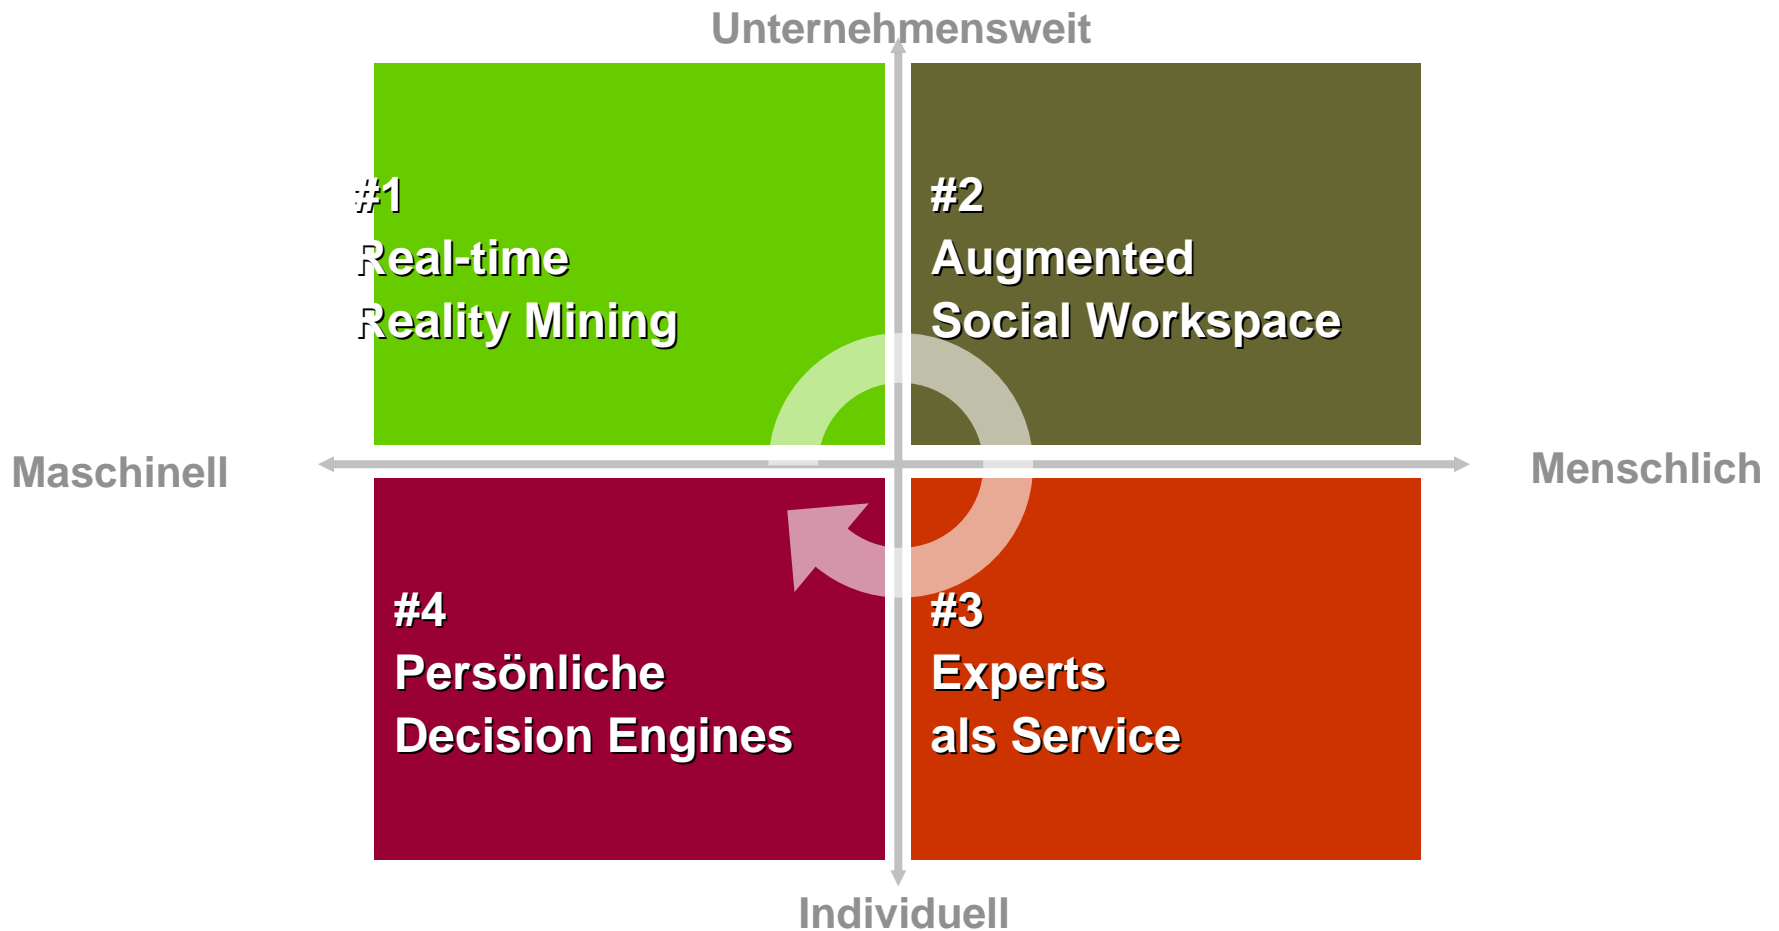 Unternehmensweit
#1
Real-time
Reality Mining
#2
Augmented
Social Workspace
Maschinell
Menschlich
#4
Persönliche
Decision Engines
#3
Experts
als Service
Individuell